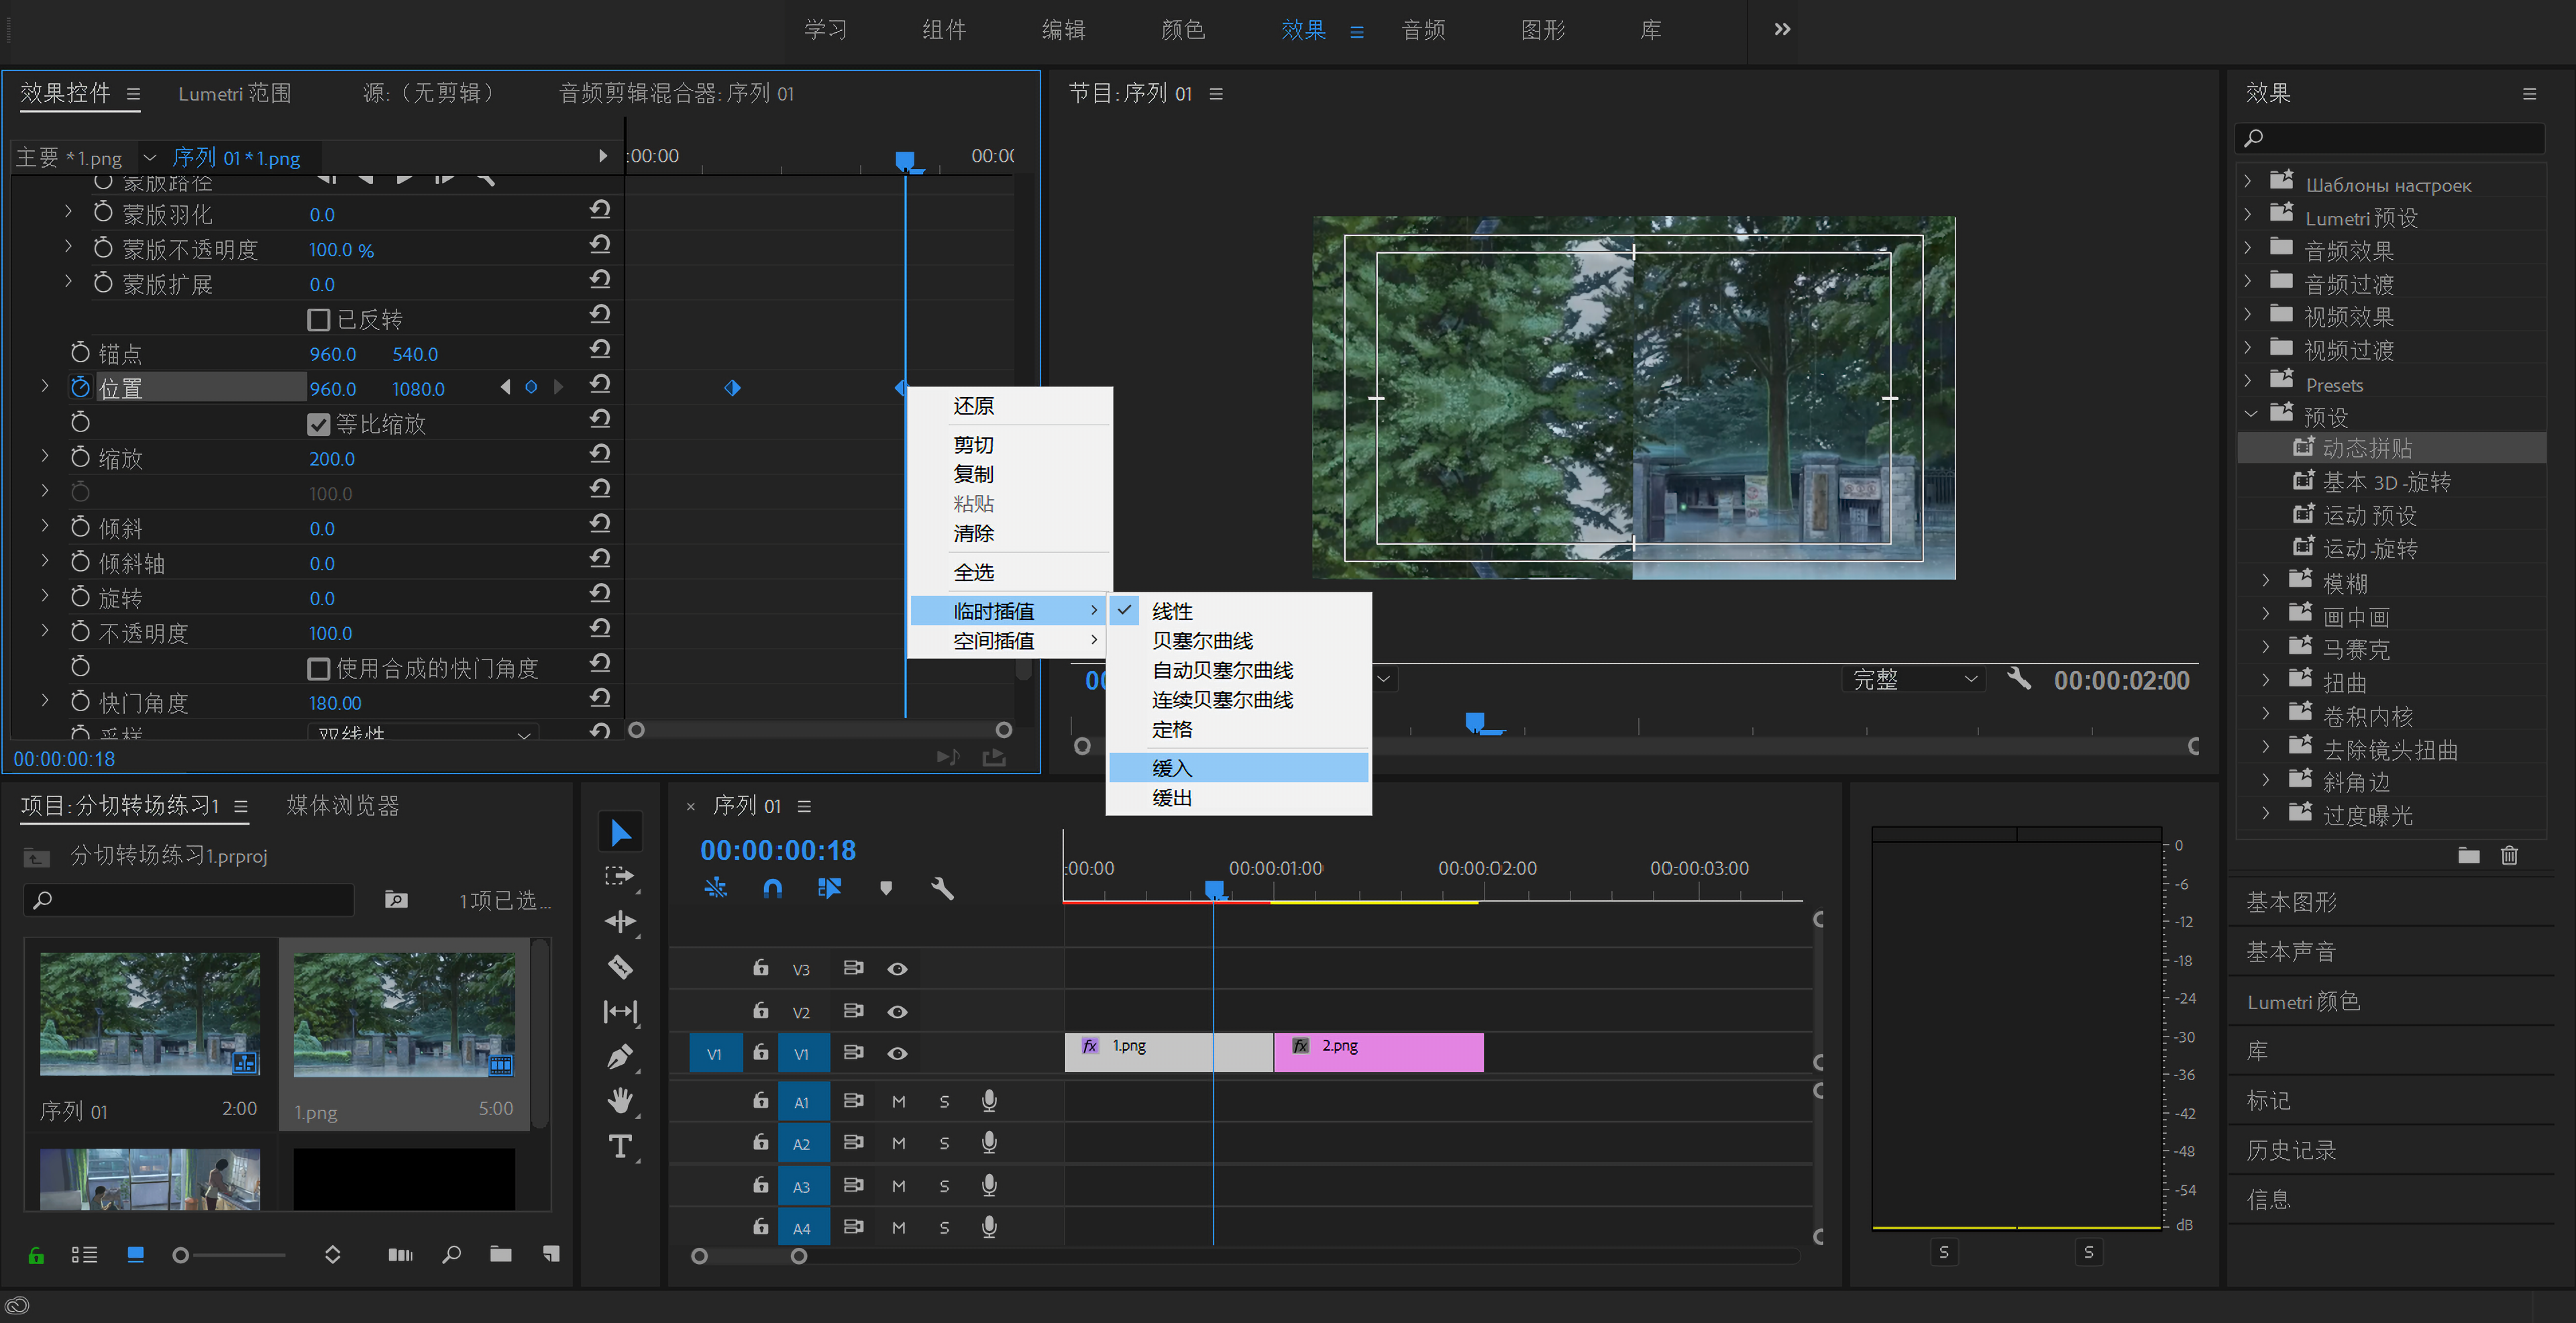 学习 组件 编辑 颜色 效果 音频 图形 库
效果控件 Lumetri 范围 源:（无剪辑） 音频剪辑混合器: 序列 01
主要 * 1.png 序列 01 * 1.png
:00:00 00:0(
蒙版路径
蒙版羽化 0.0
蒙版不透明度 100.0 %
蒙版扩展 0.0
已反转
锚点 960.0 540.0
位置 960.0 1080.0
等比缩放
缩放 200.0
100.0
倾斜 0.0
倾斜轴 0.0
旋转 0.0
不透明度 100.0
使用合成的快门角度
快门角度 180.00
采样 双线性
00:00:00:18
还原
剪切
复制
粘贴
清除
全选
临时插值
空间插值
线性
贝塞尔曲线
自动贝塞尔曲线
连续贝塞尔曲线
定格
缓入
缓出
节目: 序列 01
00
完整 00:00:02:00
效果
Шаблоны настроек
Lumetri 预设
音频效果
音频过渡
视频效果
视频过渡
Presets
预设
动态拼贴
基本 3D -旋转
运动 预设
运动 -旋转
模糊
画中画
马赛克
扭曲
卷积内核
去除镜头扭曲
斜角边
过度曝光
基本图形
基本声音
Lumetri 颜色
库
标记
历史记录
信息
项目: 分切转场练习1 媒体浏览器
分切转场练习1.prproj
1项已选...
序列 01 2:00
1.png 5:00
序列 01
00:00:00:18
:00:00 00:00:01:00 00:00:02:00 00:00:03:00
V3
V2
V1 V1 fx 1.png fx 2.png
A1 M S
A2 M S
A3 M S
A4 M S
0
-6
-12
-18
-24
-30
-36
-42
-48
-54
dB
S S